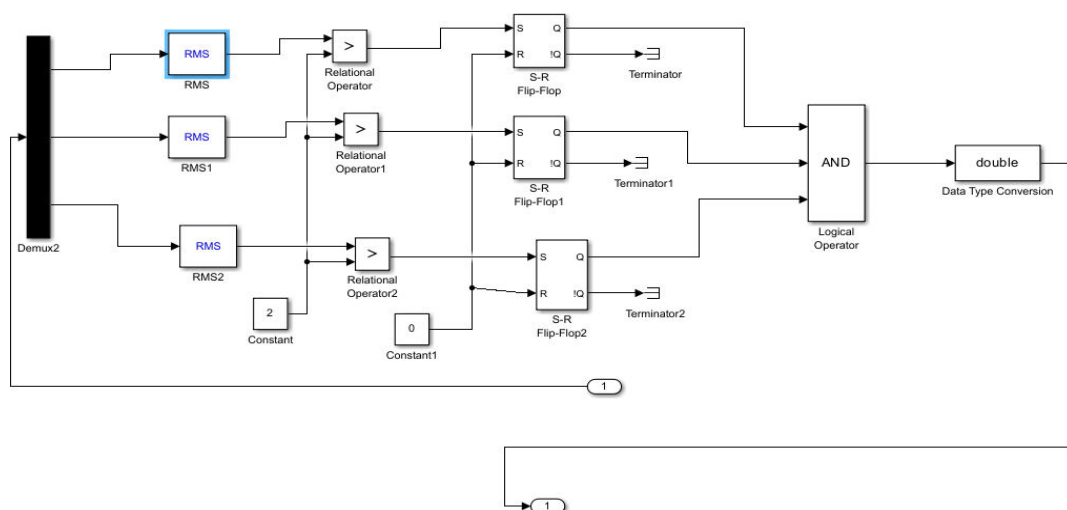 RMS
RMS
>
Relational
Operator
S
Q
R
!Q
S-R
Flip-Flop
Terminator
RMS
RMS1
>
Relational
Operator1
S
Q
R
!Q
S-R
Flip-Flop1
Terminator1
AND
Logical
Operator
double
Data Type Conversion
Demux2
RMS
RMS2
>
Relational
Operator2
S
Q
R
!Q
S-R
Flip-Flop2
Terminator2
2
Constant
0
Constant1
1
1